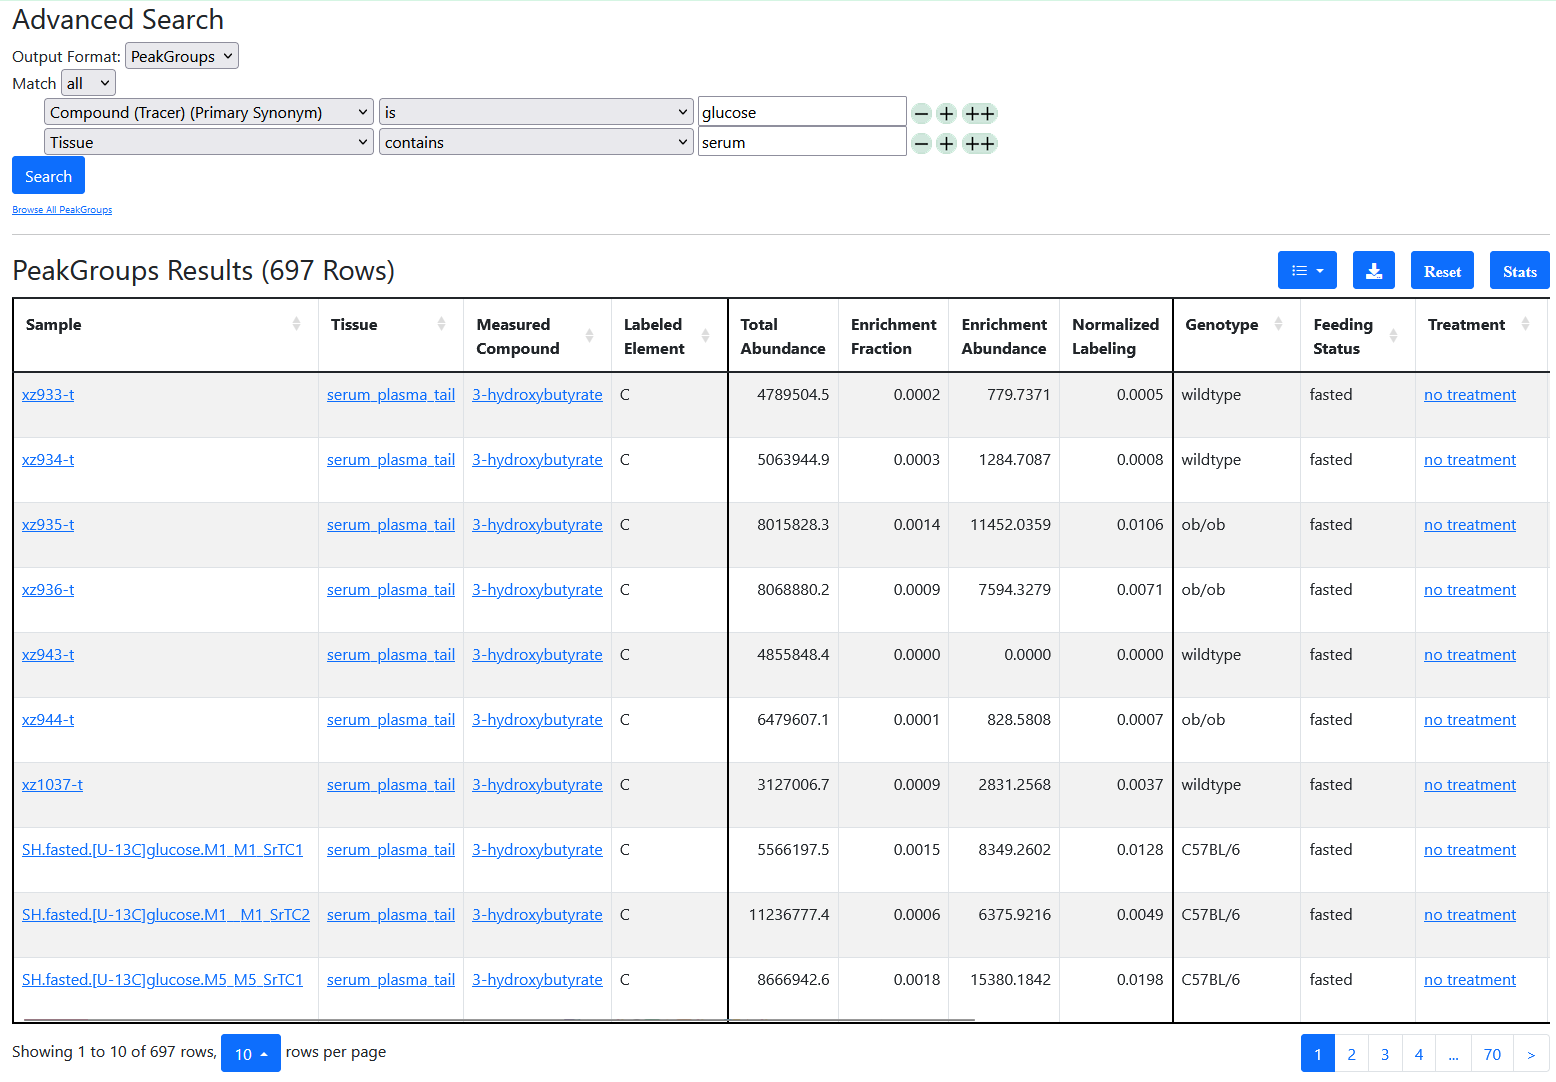 Advanced Search
Output Format: PeakGroups
Match all
Compound (Tracer) (Primary Synonym) is glucose − + ++
Tissue contains serum − + ++
Search
Browse All PeakGroups
PeakGroups Results (697 Rows) Reset Stats
Sample Tissue Measured Compound Labeled Element Total Abundance Enrichment Fraction Enrichment Abundance Normalized Labeling Genotype Feeding Status Treatment
xz933-t serum_plasma_tail 3-hydroxybutyrate C 4789504.5 0.0002 779.7371 0.0005 wildtype fasted no treatment
xz934-t serum_plasma_tail 3-hydroxybutyrate C 5063944.9 0.0003 1284.7087 0.0008 wildtype fasted no treatment
xz935-t serum_plasma_tail 3-hydroxybutyrate C 8015828.3 0.0014 11452.0359 0.0106 ob/ob fasted no treatment
xz936-t serum_plasma_tail 3-hydroxybutyrate C 8068880.2 0.0009 7594.3279 0.0071 ob/ob fasted no treatment
xz943-t serum_plasma_tail 3-hydroxybutyrate C 4855848.4 0.0000 0.0000 0.0000 wildtype fasted no treatment
xz944-t serum_plasma_tail 3-hydroxybutyrate C 6479607.1 0.0001 828.5808 0.0007 ob/ob fasted no treatment
xz1037-t serum_plasma_tail 3-hydroxybutyrate C 3127006.7 0.0009 2831.2568 0.0037 wildtype fasted no treatment
SH.fasted.[U-13C]glucose.M1_M1_SrTC1 serum_plasma_tail 3-hydroxybutyrate C 5566197.5 0.0015 8349.2602 0.0128 C57BL/6 fasted no treatment
SH.fasted.[U-13C]glucose.M1__M1_SrTC2 serum_plasma_tail 3-hydroxybutyrate C 11236777.4 0.0006 6375.9216 0.0049 C57BL/6 fasted no treatment
SH.fasted.[U-13C]glucose.M5_M5_SrTC1 serum_plasma_tail 3-hydroxybutyrate C 8666942.6 0.0018 15380.1842 0.0198 C57BL/6 fasted no treatment
Showing 1 to 10 of 697 rows, 10 rows per page 1 2 3 4 ... 70 >